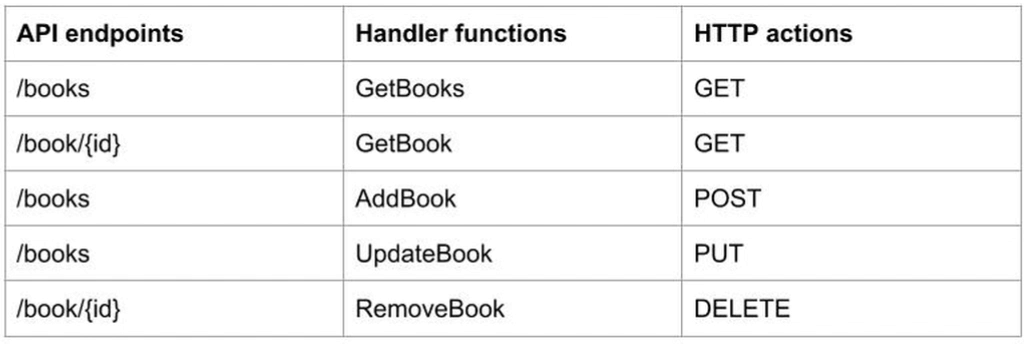 API endpoints Handler functions HTTP actions
/books GetBooks GET
/book/{id} GetBook GET
/books AddBook POST
/books UpdateBook PUT
/book/{id} RemoveBook DELETE